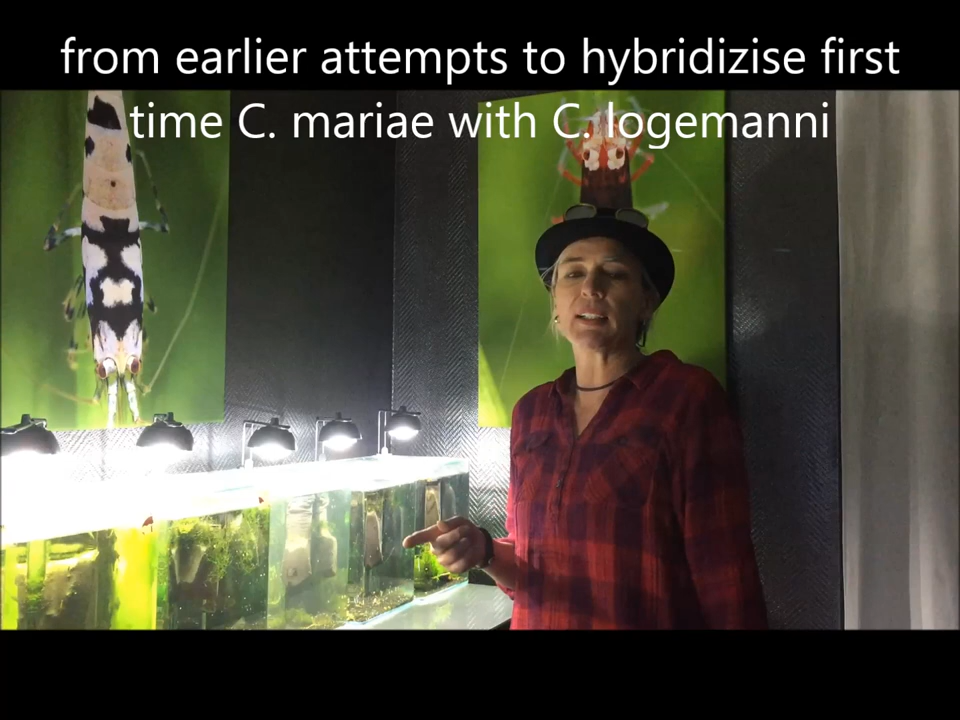 from earlier attempts to hybridizise first
time C. mariae with C. logemanni